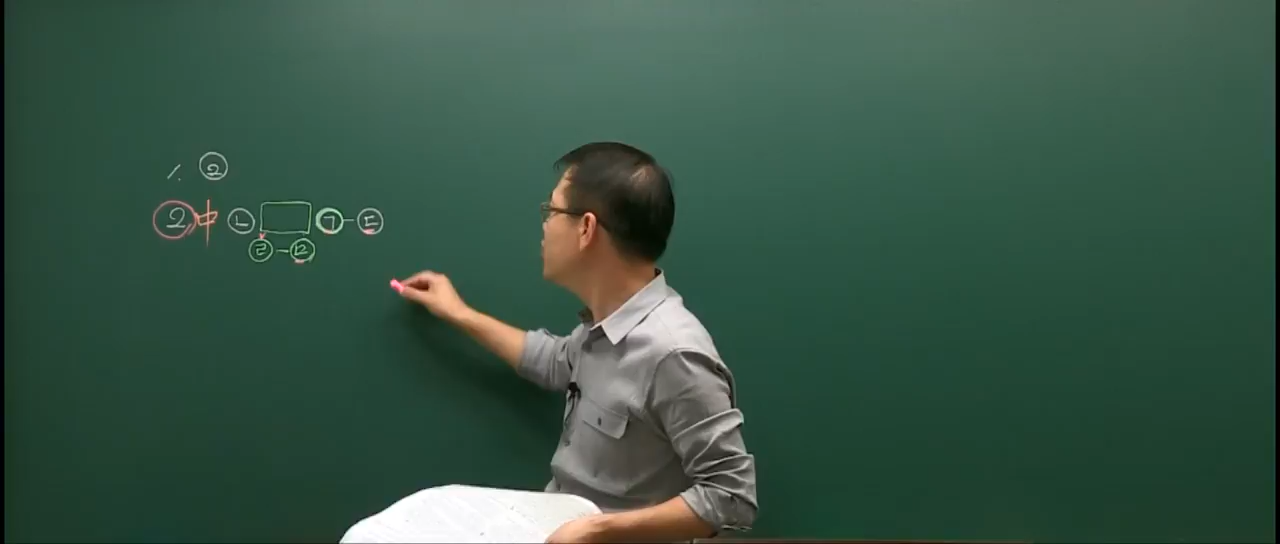 1. ②
② 中 ㄴ ㄱ - ㄷ
ㄹ - ㅁ